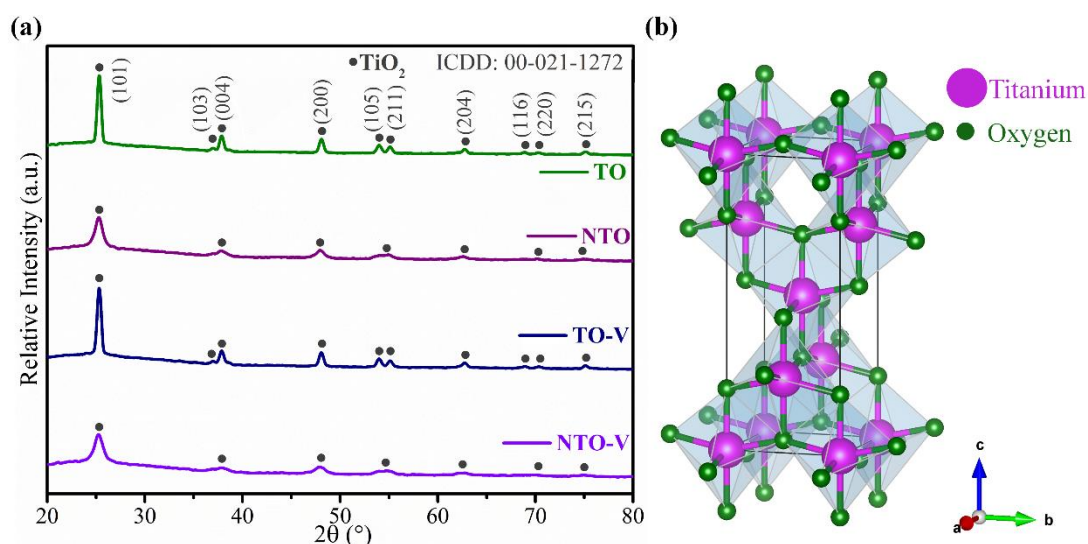 (a)
(b)
• TiO₂ ICDD: 00-021-1272
(101)
(103)
(004)
(200)
(105)
(211)
(204)
(116)
(220)
(215)
TO
NTO
TO-V
NTO-V
Relative Intensity (a.u.)
20 30 40 50 60 70 80
2θ (°)
Titanium
Oxygen
c
a
b